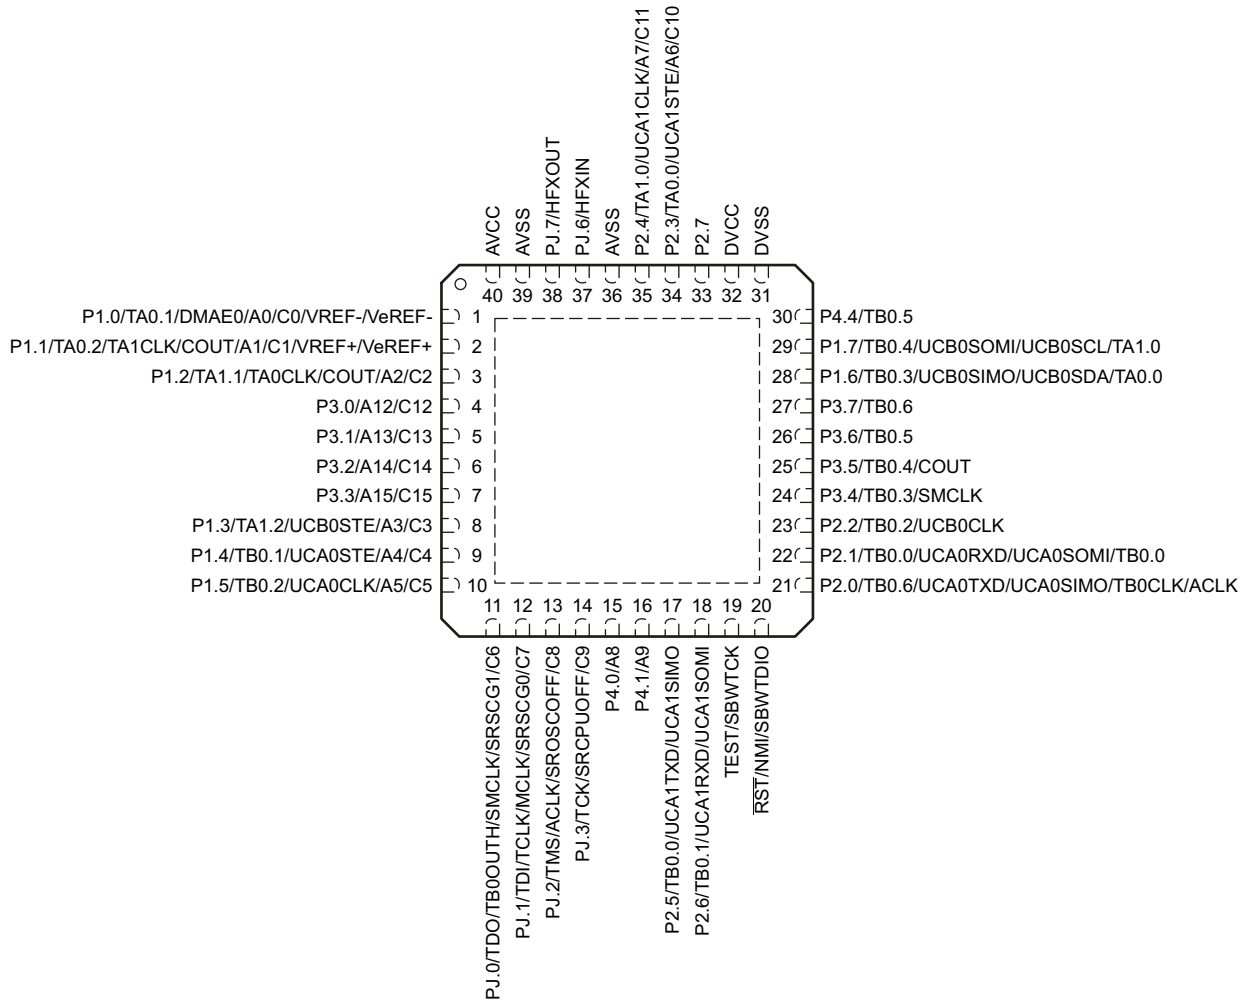 P2.4/TA1.0/UCA1CLK/A7/C11
P2.3/TA0.0/UCA1STE/A6/C10
AVCC
AVSS
PJ.7/HFXOUT
PJ.6/HFXIN
AVSS
P2.7
DVCC
DVSS
40 39 38 37 36 35 34 33 32 31
P1.0/TA0.1/DMAE0/A0/C0/VREF-/VeREF- 1
P1.1/TA0.2/TA1CLK/COUT/A1/C1/VREF+/VeREF+ 2
P1.2/TA1.1/TA0CLK/COUT/A2/C2 3
P3.0/A12/C12 4
P3.1/A13/C13 5
P3.2/A14/C14 6
P3.3/A15/C15 7
P1.3/TA1.2/UCB0STE/A3/C3 8
P1.4/TB0.1/UCA0STE/A4/C4 9
P1.5/TB0.2/UCA0CLK/A5/C5 10
30 P4.4/TB0.5
29 P1.7/TB0.4/UCB0SOMI/UCB0SCL/TA1.0
28 P1.6/TB0.3/UCB0SIMO/UCB0SDA/TA0.0
27 P3.7/TB0.6
26 P3.6/TB0.5
25 P3.5/TB0.4/COUT
24 P3.4/TB0.3/SMCLK
23 P2.2/TB0.2/UCB0CLK
22 P2.1/TB0.0/UCA0RXD/UCA0SOMI/TB0.0
21 P2.0/TB0.6/UCA0TXD/UCA0SIMO/TB0CLK/ACLK
11 12 13 14 15 16 17 18 19 20
PJ.0/TDO/TB0OUTH/SMCLK/SRSCG1/C6
PJ.1/TDI/TCLK/MCLK/SRSCG0/C7
PJ.2/TMS/ACLK/SROSCOFF/C8
PJ.3/TCK/SRCPUOFF/C9
P4.0/A8
P4.1/A9
P2.5/TB0.0/UCA1TXD/UCA1SIMO
P2.6/TB0.1/UCA1RXD/UCA1SOMI
TEST/SBWTCK
RST/NMI/SBWTDIO